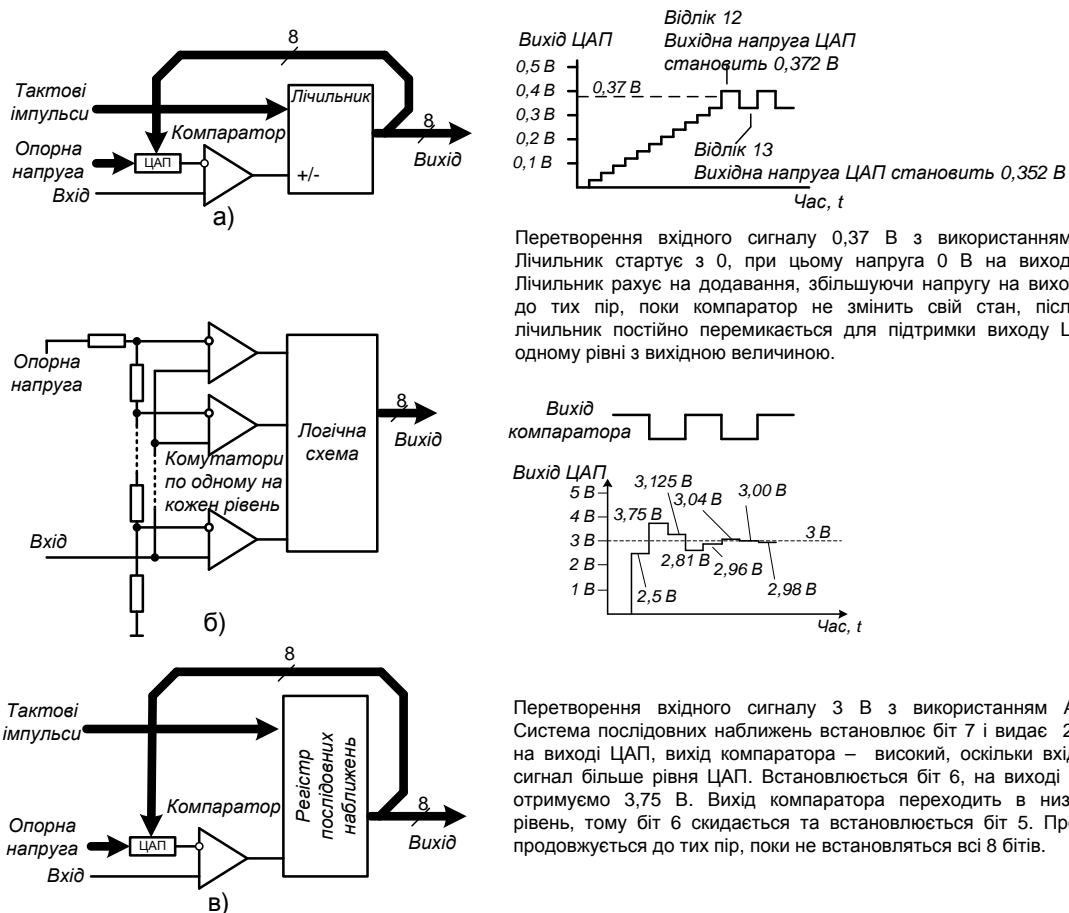 8
Тактові
імпульси
Лічильник
Компаратор
8
Вихід
Опорна
напруга
ЦАП
+/-
Вхід
а)
Відлік 12
Вихідна напруга ЦАП
становить 0,372 В
Вихід ЦАП
0,5 В
0,4 В
0,37 В
0,3 В
0,2 В
0,1 В
Відлік 13
Вихідна напруга ЦАП становить 0,352 В
Час, t
Перетворення вхідного сигналу 0,37 В з використанням
Лічильник стартує з 0, при цьому напруга 0 В на виход
Лічильник рахує на додавання, збільшуючи напругу на вихо
до тих пір, поки компаратор не змінить свій стан, післ
лічильник постійно перемикається для підтримки виходу Ц
одному рівні з вихідною величиною.
Опорна
напруга
Логічна
схема
8
Вихід
Комутатори
по одному на
кожен рівень
Вхід
б)
Вихід
компаратора
Вихід ЦАП
5 В
4 В
3 В
2 В
1 В
3,75 В
3,125 В
3,04 В
3,00 В
3 В
2,81 В
2,96 В
2,98 В
2,5 В
Час, t
8
Тактові
імпульси
Регістр
послідовних
наближень
Компаратор
8
Вихід
Опорна
напруга
ЦАП
Вхід
в)
Перетворення вхідного сигналу 3 В з використанням А
Система послідовних наближень встановлює біт 7 і видає 2
на виході ЦАП, вихід компаратора – високий, оскільки вхід
сигнал більше рівня ЦАП. Встановлюється біт 6, на виході
отримуємо 3,75 В. Вихід компаратора переходить в низ
рівень, тому біт 6 скидається та встановлюється біт 5. Пре
продовжується до тих пір, поки не встановляться всі 8 бітів.